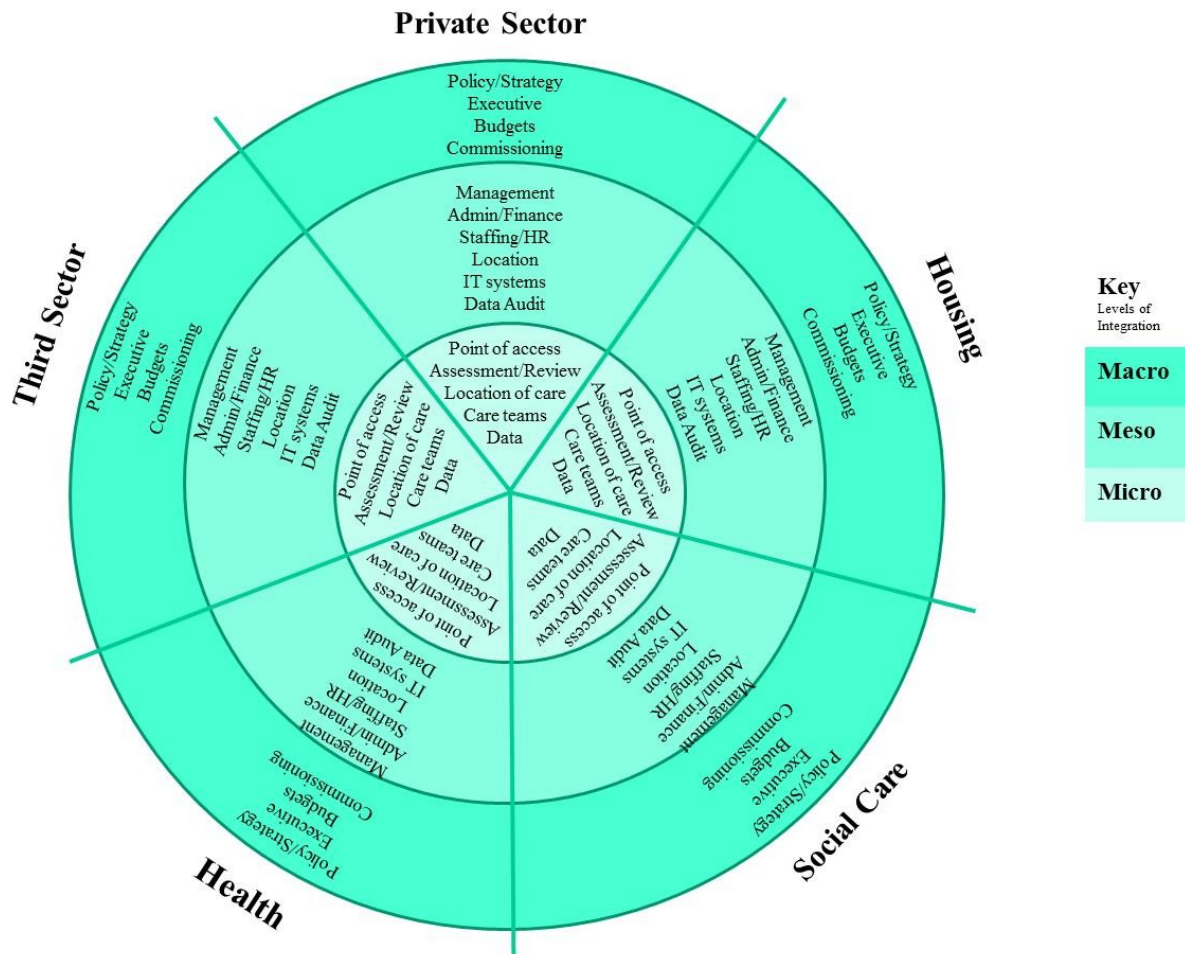 Private Sector
Policy/Strategy
Executive
Budgets
Commissioning
Management
Admin/Finance
Staffing/HR
Location
IT systems
Data Audit
Point of access
Assessment/Review
Location of care
Care teams
Data
Housing
Policy/Strategy
Executive
Budgets
Commissioning
Management
Admin/Finance
Staffing/HR
Location
IT systems
Data Audit
Point of access
Assessment/Review
Location of care
Care teams
Data
Social Care
Policy/Strategy
Executive
Budgets
Commissioning
Management
Admin/Finance
Staffing/HR
Location
IT systems
Data Audit
Point of access
Assessment/Review
Location of care
Care teams
Data
Health
Policy/Strategy
Executive
Budgets
Commissioning
Management
Admin/Finance
Staffing/HR
Location
IT systems
Data Audit
Point of access
Assessment/Review
Location of care
Care teams
Data
Third Sector
Policy/Strategy
Executive
Budgets
Commissioning
Management
Admin/Finance
Staffing/HR
Location
IT systems
Data Audit
Point of access
Assessment/Review
Location of care
Care teams
Data
Key
Levels of
Integration
Macro
Meso
Micro